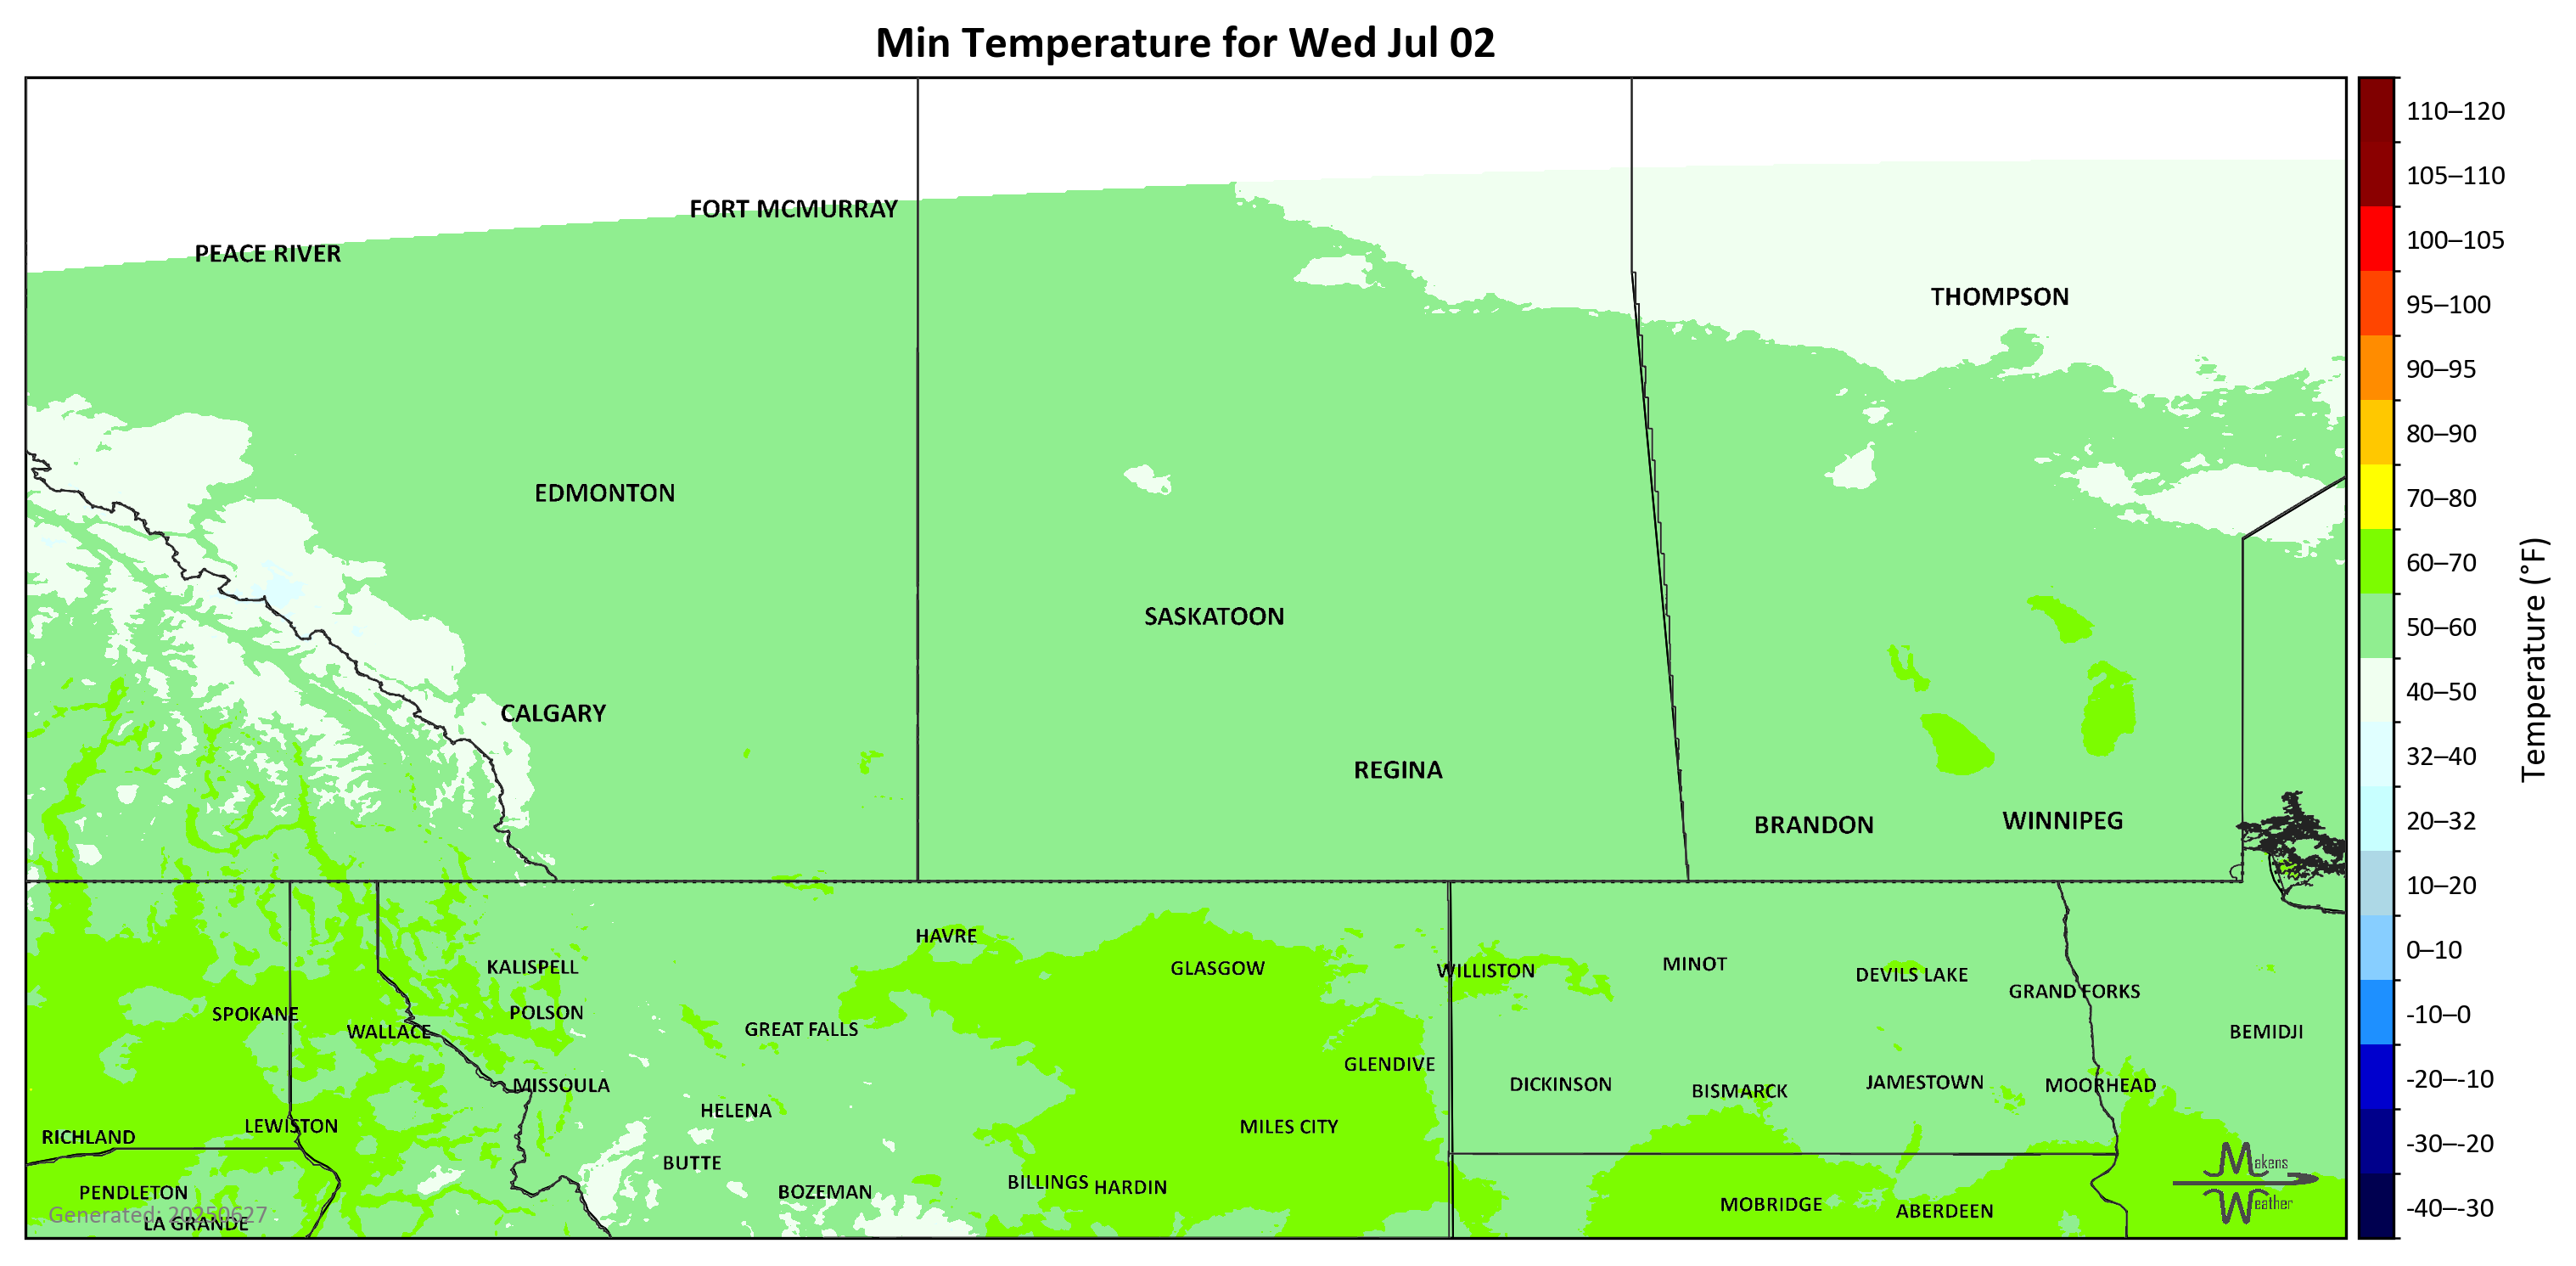 Min Temperature for Wed Jul 02
110–120
105–110
100–105
95–100
90–95
80–90
70–80
60–70
50–60
40–50
32–40
20–32
10–20
0–10
-10–0
-20–-10
-30–-20
-40–-30
Temperature (°F)
FORT MCMURRAY
PEACE RIVER
THOMPSON
EDMONTON
SASKATOON
CALGARY
REGINA
BRANDON
WINNIPEG
HAVRE
KALISPELL
GLASGOW
WILLISTON
MINOT
DEVILS LAKE
GRAND FORKS
SPOKANE
POLSON
WALLACE
GREAT FALLS
BEMIDJI
GLENDIVE
MISSOULA
DICKINSON
BISMARCK
JAMESTOWN
MOORHEAD
HELENA
LEWISTON
MILES CITY
RICHLAND
BUTTE
PENDLETON
BOZEMAN
BILLINGS
HARDIN
MOBRIDGE
ABERDEEN
LA GRANDE
Generated: 20250627
Makens
Weather